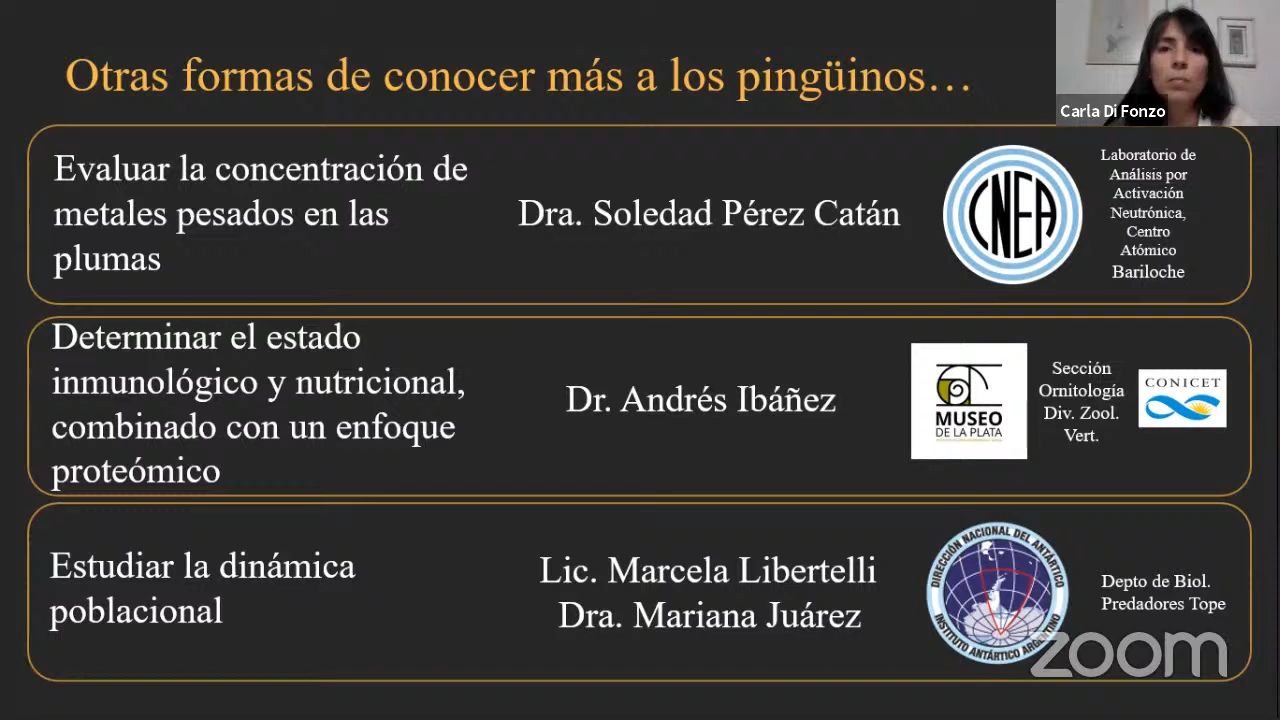 Otras formas de conocer más a los pingüinos…
Carla Di Fonzo
Evaluar la concentración de
metales pesados en las
plumas
Dra. Soledad Pérez Catán
CNEA
Laboratorio de
Análisis por
Activación
Neutrónica,
Centro
Atómico
Bariloche
Determinar el estado
inmunológico y nutricional,
combinado con un enfoque
proteómico
Dr. Andrés Ibáñez
MUSEO
DE LA PLATA
Sección
Ornitología
Div. Zool.
Vert.
CONICET
Estudiar la dinámica
poblacional
Lic. Marcela Libertelli
Dra. Mariana Juárez
DIRECCIÓN NACIONAL DEL ANTÁRTICO
INSTITUTO ANTÁRTICO ARGENTINO
Depto de Biol.
Predadores Tope
zoom